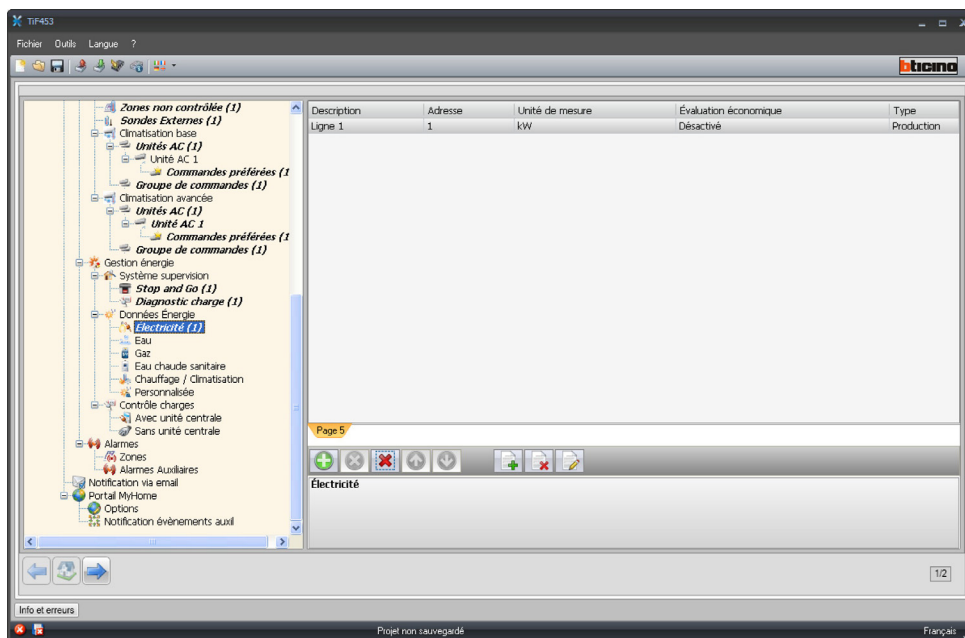 TiF453
Fichier Outils Langue ?
bticino
Zones non contrôlée (1)
Sondes Externes (1)
Climatisation base
Unités AC (1)
Unité AC 1
Commandes préférées (1
Groupe de commandes (1)
Climatisation avancée
Unités AC (1)
Unité AC 1
Commandes préférées (1
Groupe de commandes (1)
Gestion énergie
Système supervision
Stop and Go (1)
Diagnostic charge (1)
Données Énergie
Électricité (1)
Eau
Gaz
Eau chaude sanitaire
Chauffage / Climatisation
Personnalisée
Contrôle charges
Avec unité centrale
Sans unité centrale
Alarmes
Zones
Alarmes Auxiliaires
Notification via email
Portail MyHome
Options
Notification évènements auxil
Description Adresse Unité de mesure Évaluation économique Type
Ligne 1 1 kW Désactivé Production
Page 5
Électricité
1/2
Info et erreurs
Projet non sauvegardé Français